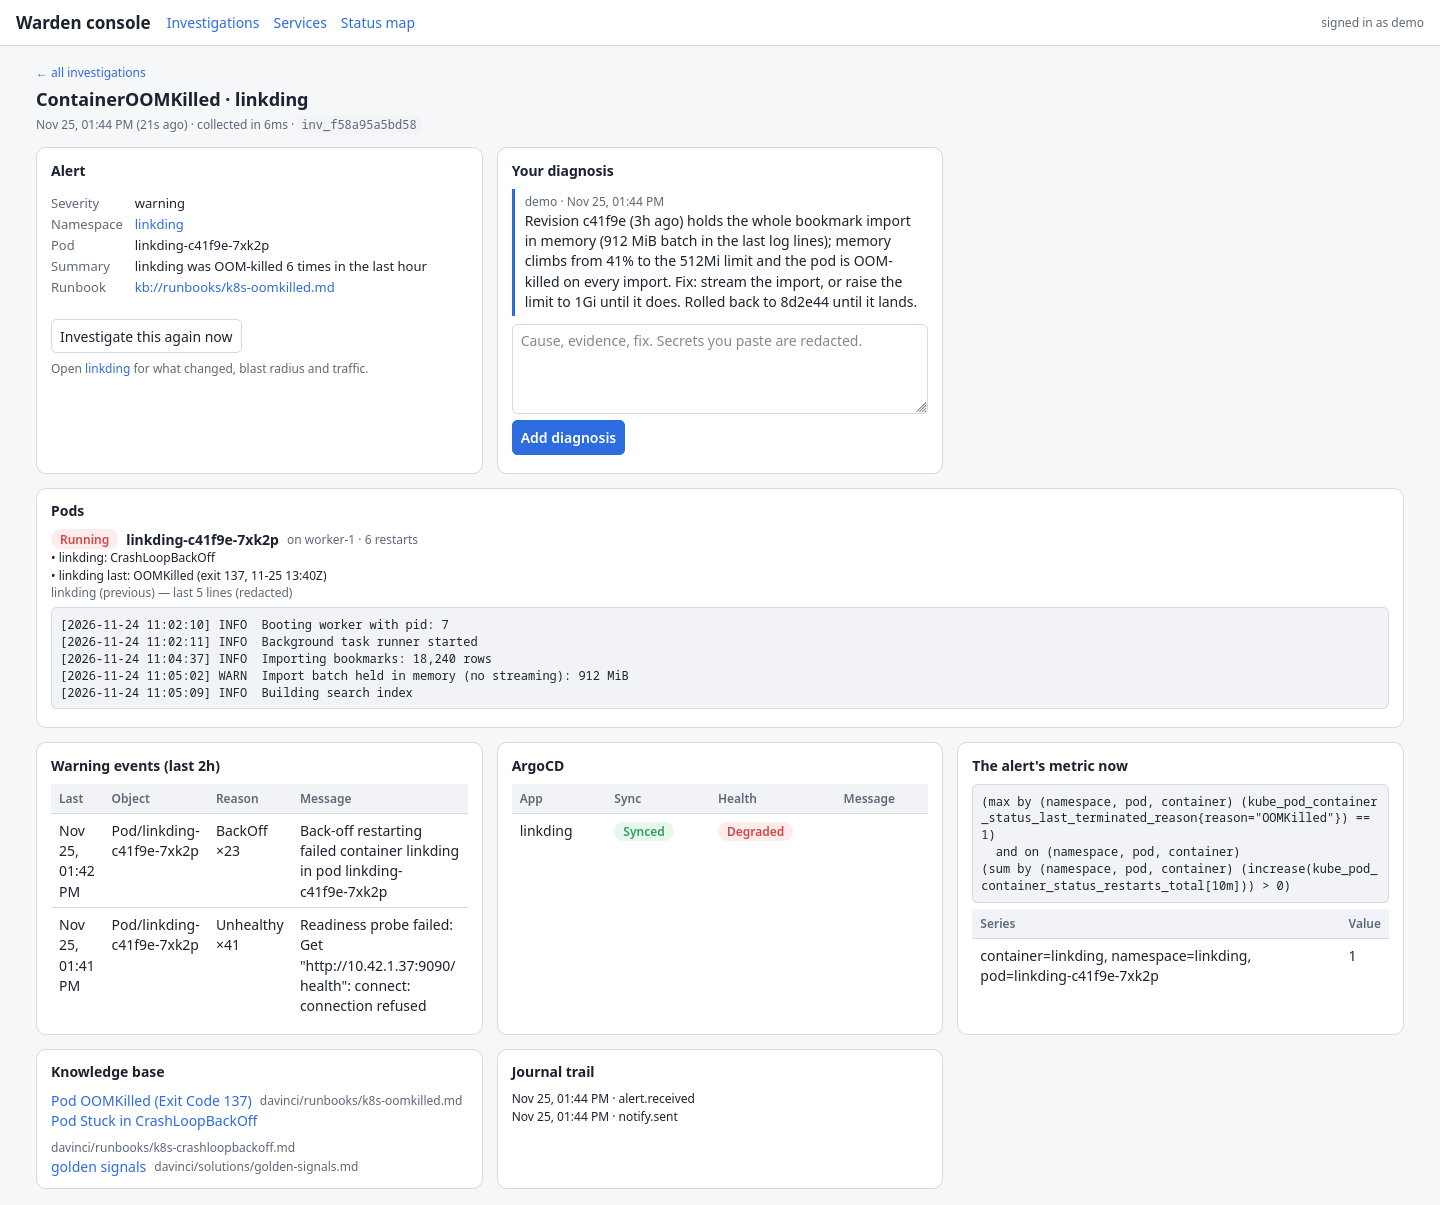 Warden console Investigations Services Status map signed in as demo
← all investigations
ContainerOOMKilled · linkding
Nov 25, 01:44 PM (21s ago) · collected in 6ms · inv_f58a95a5bd58
Alert
Severity warning
Namespace linkding
Pod linkding-c41f9e-7xk2p
Summary linkding was OOM-killed 6 times in the last hour
Runbook kb://runbooks/k8s-oomkilled.md
Investigate this again now
Open linkding for what changed, blast radius and traffic.
Your diagnosis
demo · Nov 25, 01:44 PM
Revision c41f9e (3h ago) holds the whole bookmark import
in memory (912 MiB batch in the last log lines); memory
climbs from 41% to the 512Mi limit and the pod is OOM-
killed on every import. Fix: stream the import, or raise the
limit to 1Gi until it does. Rolled back to 8d2e44 until it lands.
Cause, evidence, fix. Secrets you paste are redacted.
Add diagnosis
Pods
Running linkding-c41f9e-7xk2p on worker-1 · 6 restarts
• linkding: CrashLoopBackOff
• linkding last: OOMKilled (exit 137, 11-25 13:40Z)
linkding (previous) — last 5 lines (redacted)
[2026-11-24 11:02:10] INFO  Booting worker with pid: 7
[2026-11-24 11:02:11] INFO  Background task runner started
[2026-11-24 11:04:37] INFO  Importing bookmarks: 18,240 rows
[2026-11-24 11:05:02] WARN  Import batch held in memory (no streaming): 912 MiB
[2026-11-24 11:05:09] INFO  Building search index
Warning events (last 2h)
Last Object Reason Message
Nov Pod/linkding- BackOff Back-off restarting
25, c41f9e-7xk2p ×23 failed container linkding
01:42 in pod linkding-
PM c41f9e-7xk2p
Nov Pod/linkding- Unhealthy Readiness probe failed:
25, c41f9e-7xk2p ×41 Get
01:41 "http://10.42.1.37:9090/
PM health": connect:
connection refused
ArgoCD
App Sync Health Message
linkding Synced Degraded
The alert's metric now
(max by (namespace, pod, container) (kube_pod_container
_status_last_terminated_reason{reason="OOMKilled"}) ==
1)
  and on (namespace, pod, container)
(sum by (namespace, pod, container) (increase(kube_pod_
container_status_restarts_total[10m])) > 0)
Series Value
container=linkding, namespace=linkding, 1
pod=linkding-c41f9e-7xk2p
Knowledge base
Pod OOMKilled (Exit Code 137) davinci/runbooks/k8s-oomkilled.md
Pod Stuck in CrashLoopBackOff
davinci/runbooks/k8s-crashloopbackoff.md
golden signals davinci/solutions/golden-signals.md
Journal trail
Nov 25, 01:44 PM · alert.received
Nov 25, 01:44 PM · notify.sent